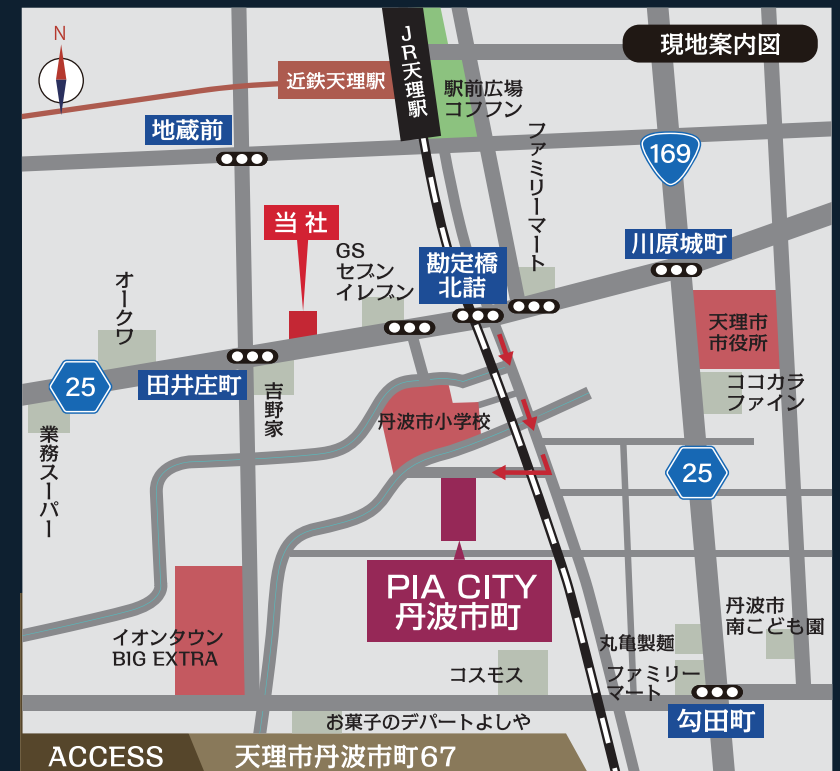 現地案内図
N
JR天理駅
近鉄天理駅
駅前広場
コフフン
地蔵前
ファミリーマート
169
当社
GS
セブン
イレブン
川原城町
勘定橋
北詰
オークワ
天理市
市役所
25
田井庄町
吉野家
ココカラ
ファイン
丹波市小学校
業務スーパー
25
PIA CITY
丹波市町
丹波市
南こども園
イオンタウン
BIG EXTRA
丸亀製麺
コスモス
ファミリー
マート
勾田町
お菓子のデパートよしや
ACCESS
天理市丹波市町67